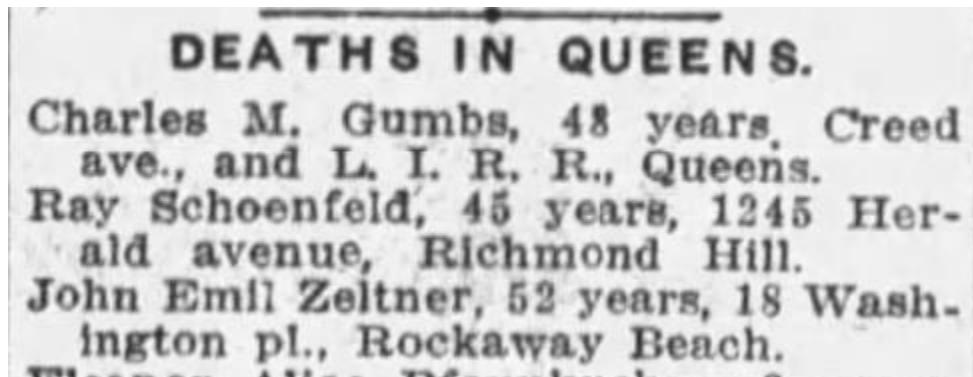 DEATHS IN QUEENS.
Charles M. Gumbs, 48 years, Creed
ave., and L. I. R. R., Queens.
Ray Schoenfeld, 45 years, 1245 Her-
ald avenue, Richmond Hill.
John Emil Zeltner, 52 years, 18 Wash-
ington pl., Rockaway Beach.